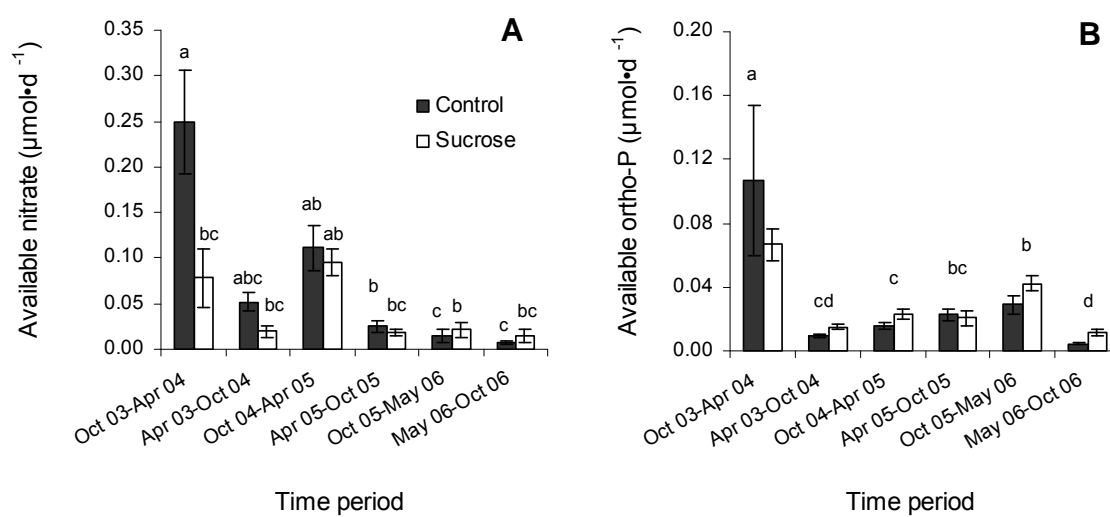 A
Available nitrate (µmol•d -1)
0.35
0.30
0.25
0.20
0.15
0.10
0.05
0.00
a
bc
abc
bc
ab
ab
b
bc
c
b
c
bc
Control
Sucrose
Oct 03-Apr 04
Apr 03-Oct 04
Oct 04-Apr 05
Apr 05-Oct 05
Oct 05-May 06
May 06-Oct 06
Time period
B
Available ortho-P (µmol•d -1)
0.20
0.16
0.12
0.08
0.04
0.00
a
cd
c
bc
b
d
Oct 03-Apr 04
Apr 03-Oct 04
Oct 04-Apr 05
Apr 05-Oct 05
Oct 05-May 06
May 06-Oct 06
Time period